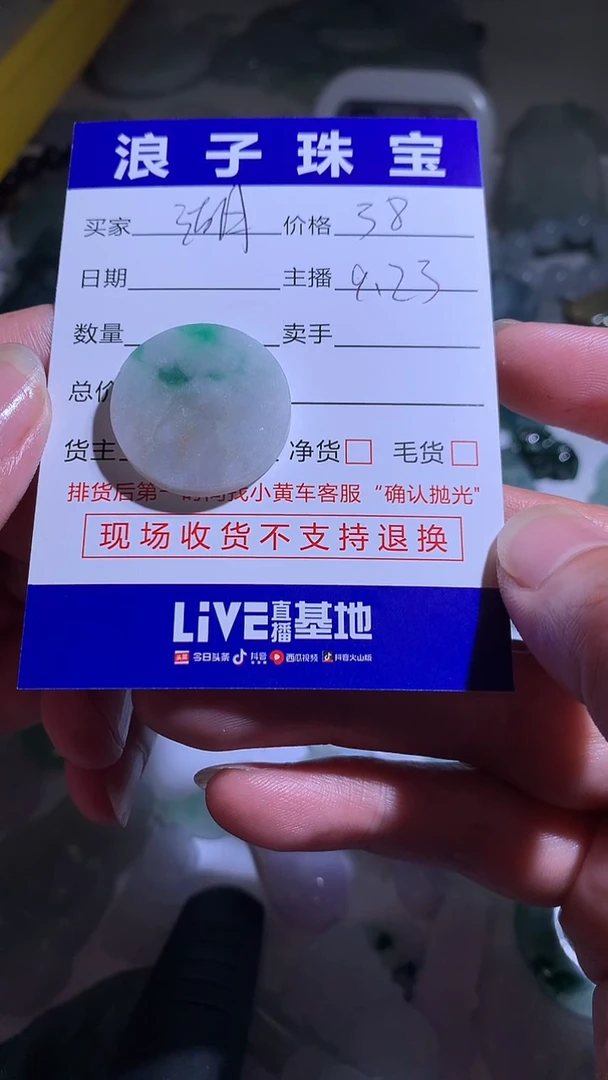 浪子珠宝
买家 价格 38
日期 主播 9.23
数量 卖手
总价
货主 净货 毛货
排货后第一时间找小黄车客服“确认抛光”
现场收货不支持退换
LiVE直播基地
头条 今日头条 抖音 西瓜视频 抖音火山版